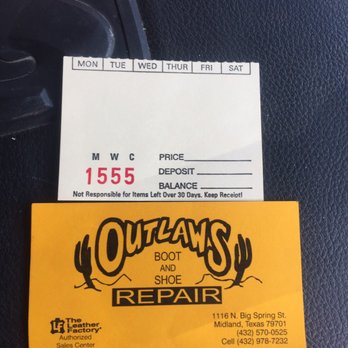 MON TUE WED THUR FRI SAT
M W C PRICE
1555 DEPOSIT
BALANCE
Not Responsible for Items Left Over 30 Days. Keep Receipt!
OUTLAWS
BOOT
AND
SHOE
REPAIR
The
Leather
Factory
Authorized
Sales Center
1116 N. Big Spring St.
Midland, Texas 79701
(432) 570-0525
Cell (432) 978-7232